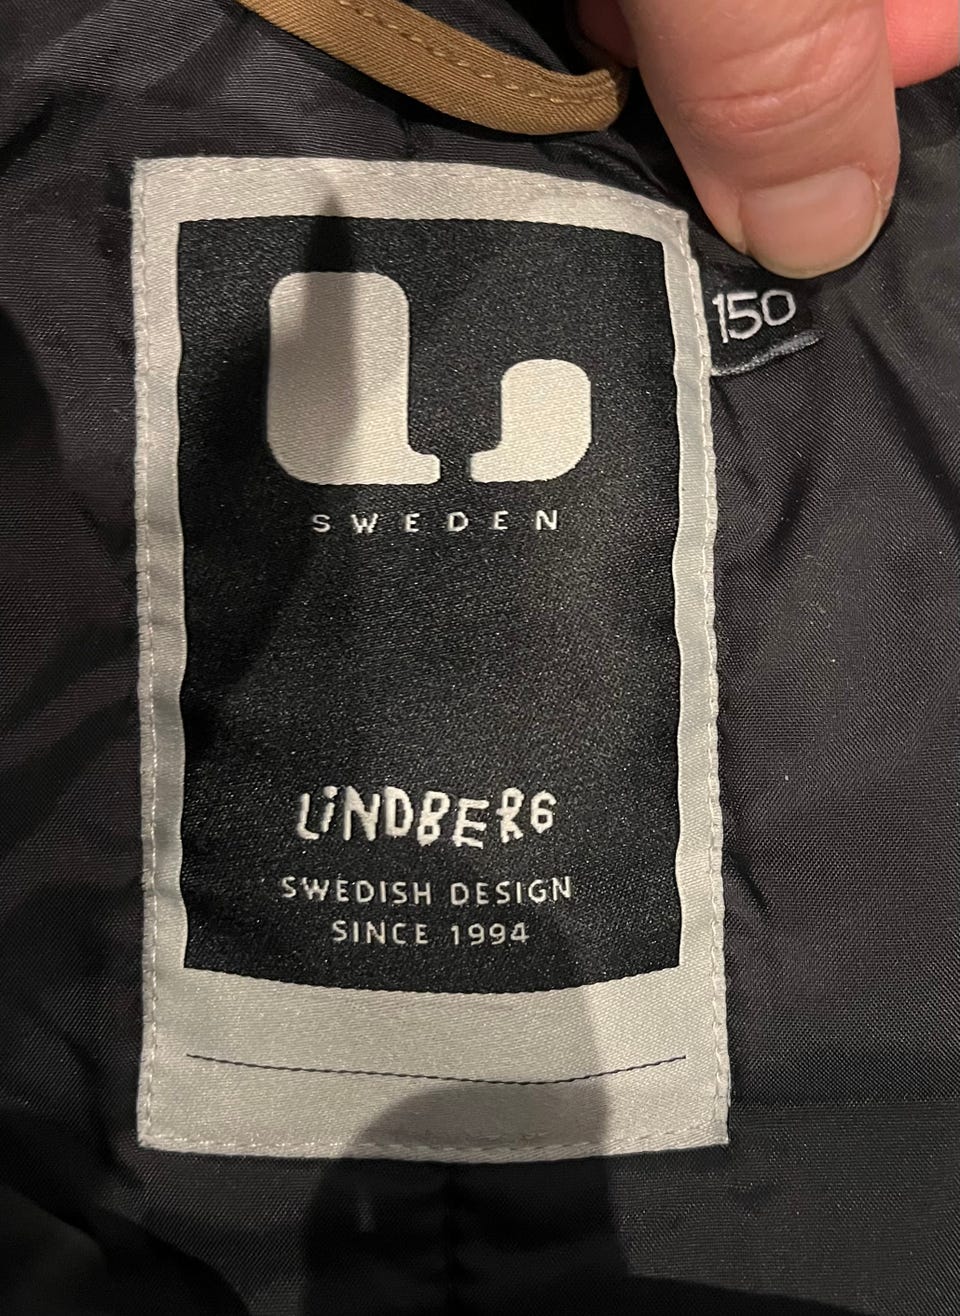 150
SWEDEN
LiNDBERG
SWEDISH DESIGN
SINCE 1994